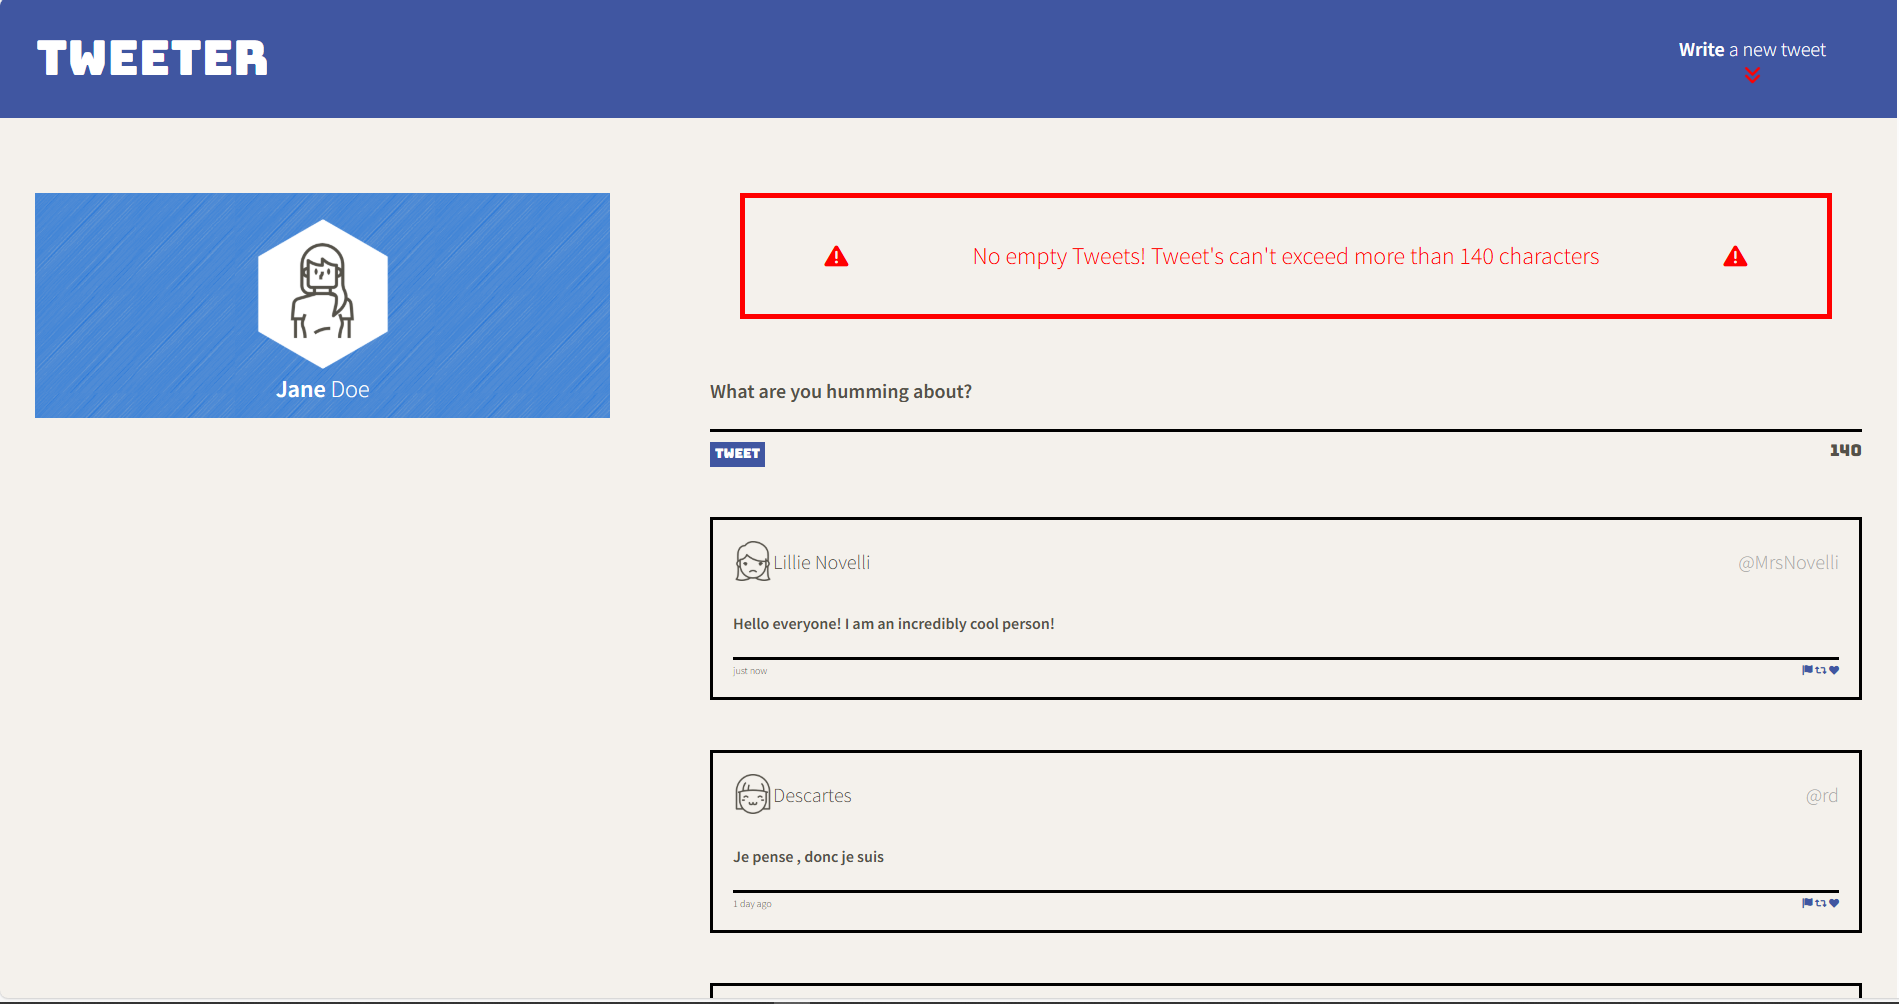 TWEETER
Write a new tweet
Jane Doe
No empty Tweets! Tweet's can't exceed more than 140 characters
What are you humming about?
TWEET
140
Lillie Novelli
@MrsNovelli
Hello everyone! I am an incredibly cool person!
just now
Descartes
@rd
Je pense , donc je suis
1 day ago